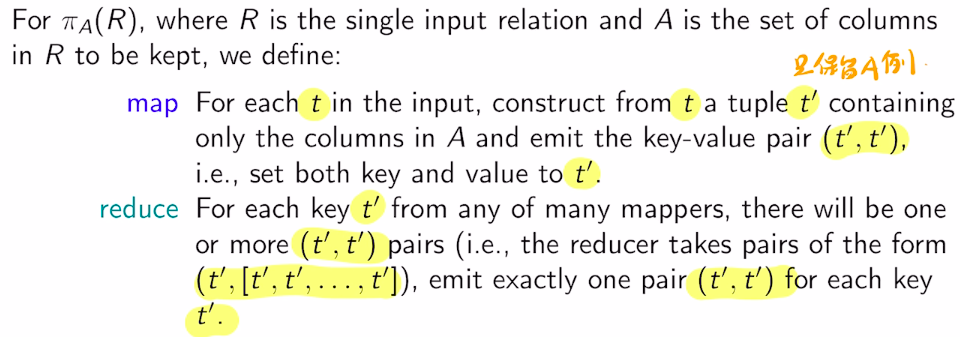 For π_A(R), where R is the single input relation and A is the set of columns
in R to be kept, we define:
只保留A列.
map For each t in the input, construct from t a tuple t′ containing
only the columns in A and emit the key-value pair (t′, t′),
i.e., set both key and value to t′.
reduce For each key t′ from any of many mappers, there will be one
or more (t′, t′) pairs (i.e., the reducer takes pairs of the form
(t′, [t′, t′, . . . , t′]), emit exactly one pair (t′, t′) for each key
t′.